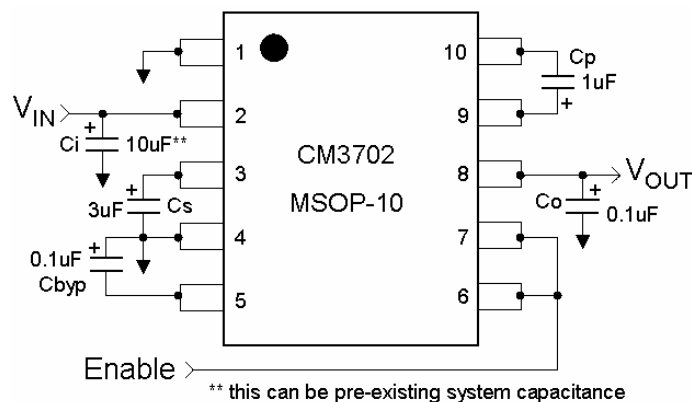 1
10
Cp
1uF
+
V_IN
2
9
+
Ci
10uF**
CM3702
3
8
V_OUT
+
3uF
Cs
MSOP-10
+
Co
0.1uF
4
7
+
0.1uF
Cbyp
5
6
Enable
** this can be pre-existing system capacitance